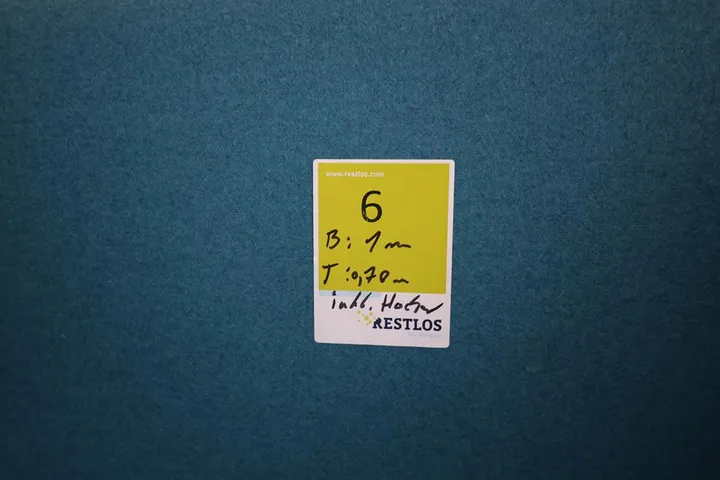 www.restlos.com
6
B: 1 m
T: 0,70 m
inkl. Hocker
RESTLOS